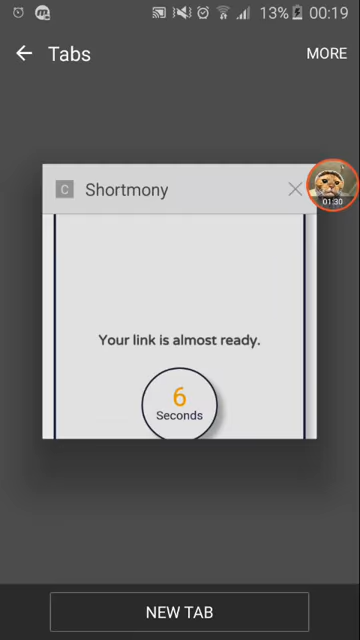 13% 00:19
Tabs
MORE
C Shortmony
01:30
Your link is almost ready.
6
Seconds
NEW TAB